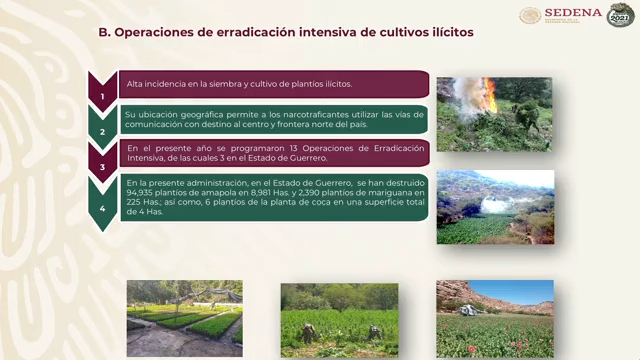 SEDENA
2021
B. Operaciones de erradicación intensiva de cultivos ilícitos
1
Alta incidencia en la siembra y cultivo de plantíos ilícitos.
2
Su ubicación geográfica permite a los narcotraficantes utilizar las vías de
comunicación con destino al centro y frontera norte del país.
3
En el presente año se programaron 13 Operaciones de Erradicación
Intensiva, de las cuales 3 en el Estado de Guerrero.
4
En la presente administración, en el Estado de Guerrero, se han destruido
94,935 plantíos de amapola en 8,981 Has. y 2,390 plantíos de mariguana en
225 Has.; así como, 6 plantíos de la planta de coca en una superficie total
de 4 Has.